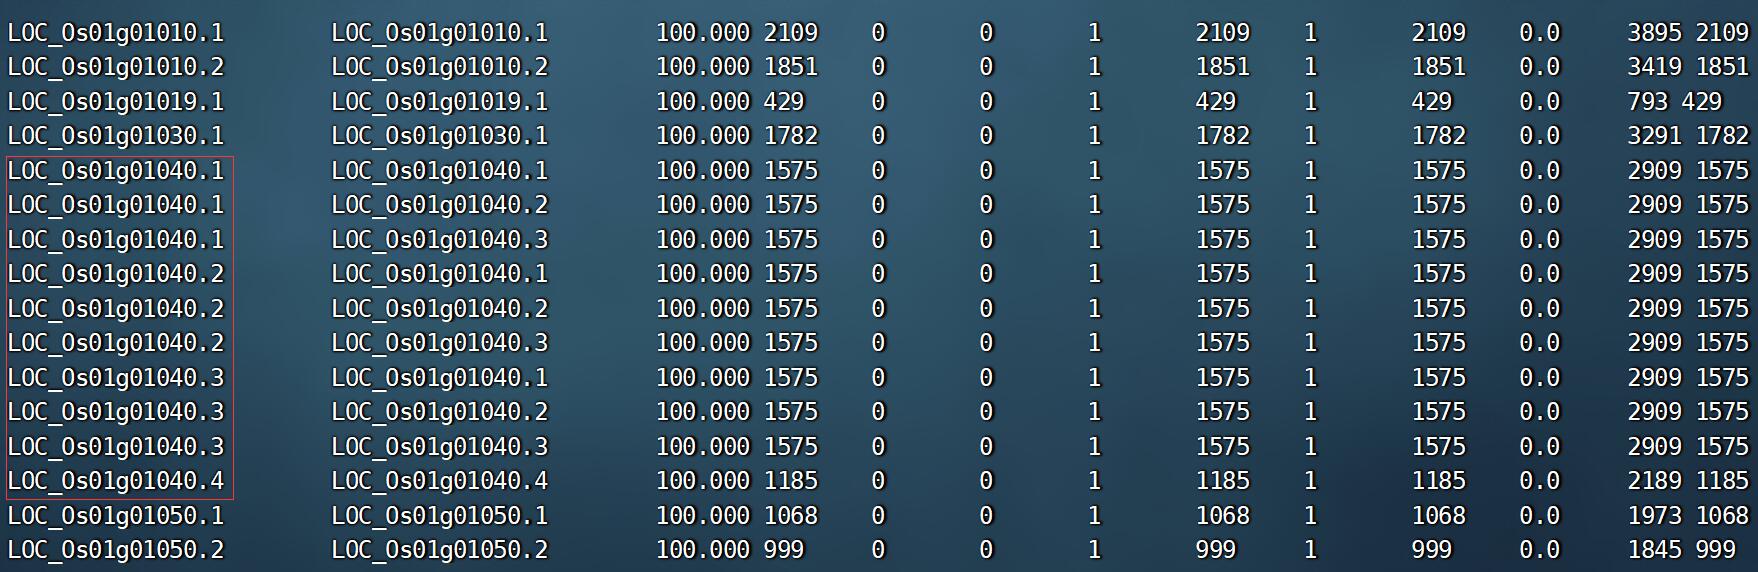 LOC_Os01g01010.1 LOC_Os01g01010.1 100.000 2109 0 0 1 2109 1 2109 0.0 3895 2109
LOC_Os01g01010.2 LOC_Os01g01010.2 100.000 1851 0 0 1 1851 1 1851 0.0 3419 1851
LOC_Os01g01019.1 LOC_Os01g01019.1 100.000 429 0 0 1 429 1 429 0.0 793 429
LOC_Os01g01030.1 LOC_Os01g01030.1 100.000 1782 0 0 1 1782 1 1782 0.0 3291 1782
LOC_Os01g01040.1 LOC_Os01g01040.1 100.000 1575 0 0 1 1575 1 1575 0.0 2909 1575
LOC_Os01g01040.1 LOC_Os01g01040.2 100.000 1575 0 0 1 1575 1 1575 0.0 2909 1575
LOC_Os01g01040.1 LOC_Os01g01040.3 100.000 1575 0 0 1 1575 1 1575 0.0 2909 1575
LOC_Os01g01040.2 LOC_Os01g01040.1 100.000 1575 0 0 1 1575 1 1575 0.0 2909 1575
LOC_Os01g01040.2 LOC_Os01g01040.2 100.000 1575 0 0 1 1575 1 1575 0.0 2909 1575
LOC_Os01g01040.2 LOC_Os01g01040.3 100.000 1575 0 0 1 1575 1 1575 0.0 2909 1575
LOC_Os01g01040.3 LOC_Os01g01040.1 100.000 1575 0 0 1 1575 1 1575 0.0 2909 1575
LOC_Os01g01040.3 LOC_Os01g01040.2 100.000 1575 0 0 1 1575 1 1575 0.0 2909 1575
LOC_Os01g01040.3 LOC_Os01g01040.3 100.000 1575 0 0 1 1575 1 1575 0.0 2909 1575
LOC_Os01g01040.4 LOC_Os01g01040.4 100.000 1185 0 0 1 1185 1 1185 0.0 2189 1185
LOC_Os01g01050.1 LOC_Os01g01050.1 100.000 1068 0 0 1 1068 1 1068 0.0 1973 1068
LOC_Os01g01050.2 LOC_Os01g01050.2 100.000 999 0 0 1 999 1 999 0.0 1845 999